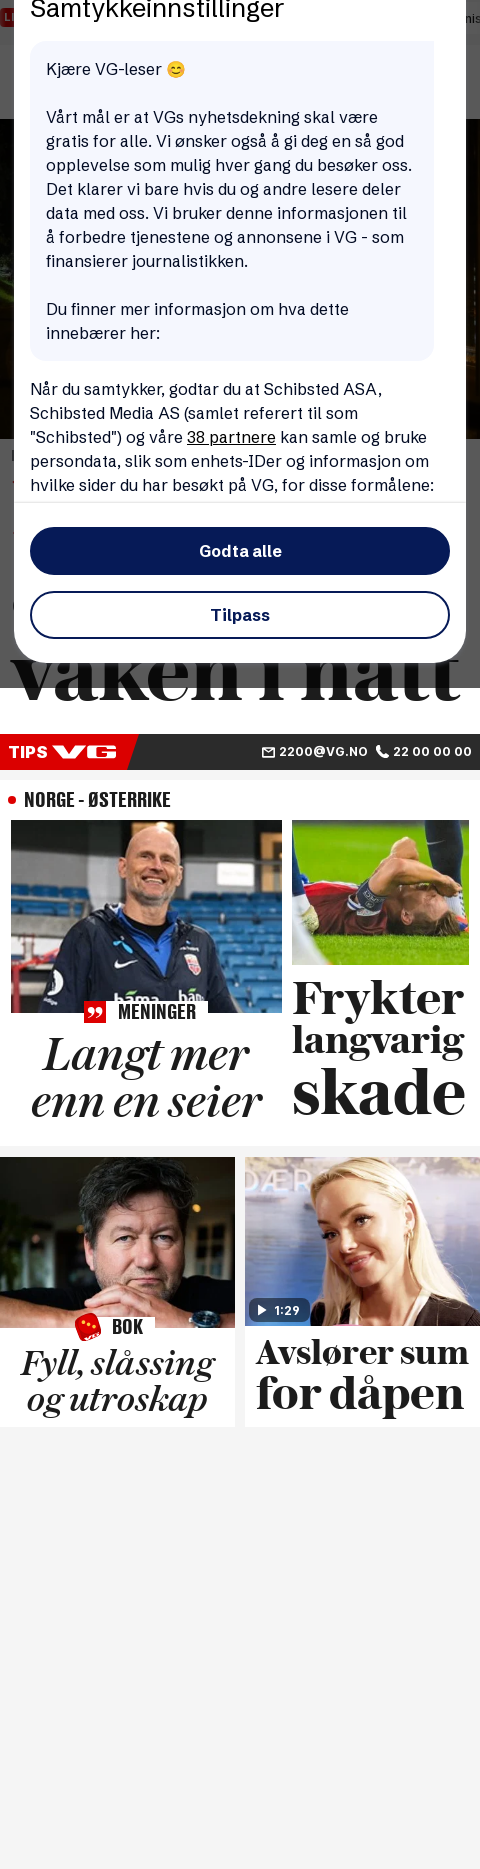 Samtykkeinnstillinger
Kjære VG-leser 😊
Vårt mål er at VGs nyhetsdekning skal være
gratis for alle. Vi ønsker også å gi deg en så god
opplevelse som mulig hver gang du besøker oss.
Det klarer vi bare hvis du og andre lesere deler
data med oss. Vi bruker denne informasjonen til
å forbedre tjenestene og annonsene i VG - som
finansierer journalistikken.
Du finner mer informasjon om hva dette
innebærer her:
Når du samtykker, godtar du at Schibsted ASA,
Schibsted Media AS (samlet referert til som
"Schibsted") og våre 38 partnere kan samle og bruke
persondata, slik som enhets-IDer og informasjon om
hvilke sider du har besøkt på VG, for disse formålene:
Godta alle
Tilpass
våken i natt
TIPS VG 2200@VG.NO 22 00 00 00
NORGE - ØSTERRIKE
MENINGER
Langt mer
enn en seier
Frykter
langvarig
skade
BOK
Fyll, slåssing
og utroskap
1:29
Avslører sum
for dåpen